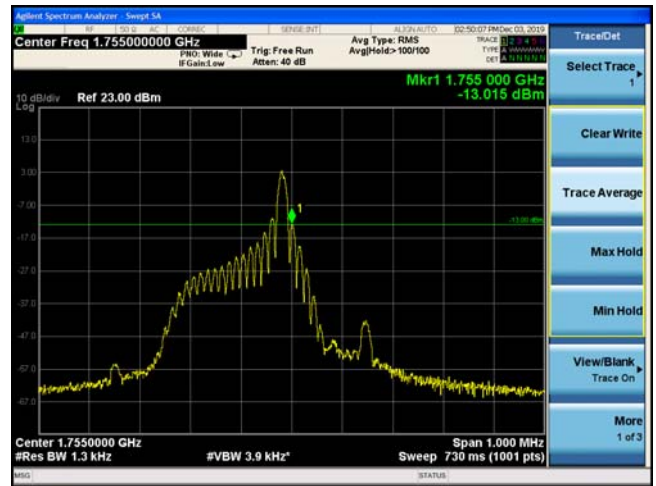 Agilent Spectrum Analyzer - Swept SA
RF 50 Ω AC CORREC SENSE:INT ALIGN AUTO 02:50:07 PM Dec 03, 2019
Center Freq 1.755000000 GHz
PNO: Wide
IFGain:Low
Trig: Free Run
Atten: 40 dB
Avg Type: RMS
Avg|Hold:>100/100
TRACE 1 2 3 4 5 6
TYPE A
DET A N N N N N
Mkr1 1.755 000 GHz
-13.015 dBm
10 dB/div Ref 23.00 dBm
Log
13.0
3.00
-7.00
-17.0
-27.0
-37.0
-47.0
-57.0
-67.0
1
-13.00 dBm
Center 1.7550000 GHz Span 1.000 MHz
#Res BW 1.3 kHz #VBW 3.9 kHz* Sweep 730 ms (1001 pts)
MSG STATUS
Trace/Det
Select Trace
1
Clear Write
Trace Average
Max Hold
Min Hold
View/Blank
Trace On
More
1 of 3